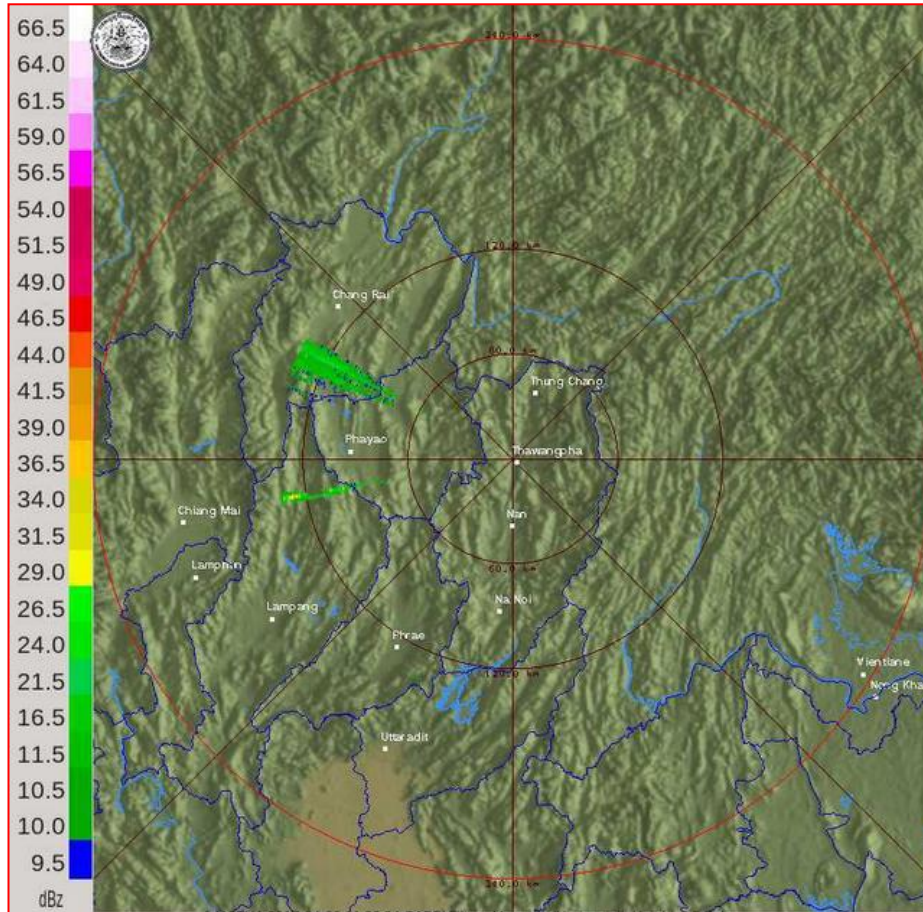 66.5
64.0
61.5
59.0
56.5
54.0
51.5
49.0
46.5
44.0
41.5
39.0
36.5
34.0
31.5
29.0
26.5
24.0
21.5
16.5
11.5
10.5
10.0
9.5
dBz
240.0 km
120.0 km
Chang Rai
60.0 km
Thung Chang
Phayao
Thawangpha
Chiang Mai
Nan
60.0 km
Lamphun
Lampang
Na Noi
Phrae
120.0 km
Vientiane
Nong Kha
Uttaradit
240.0 km